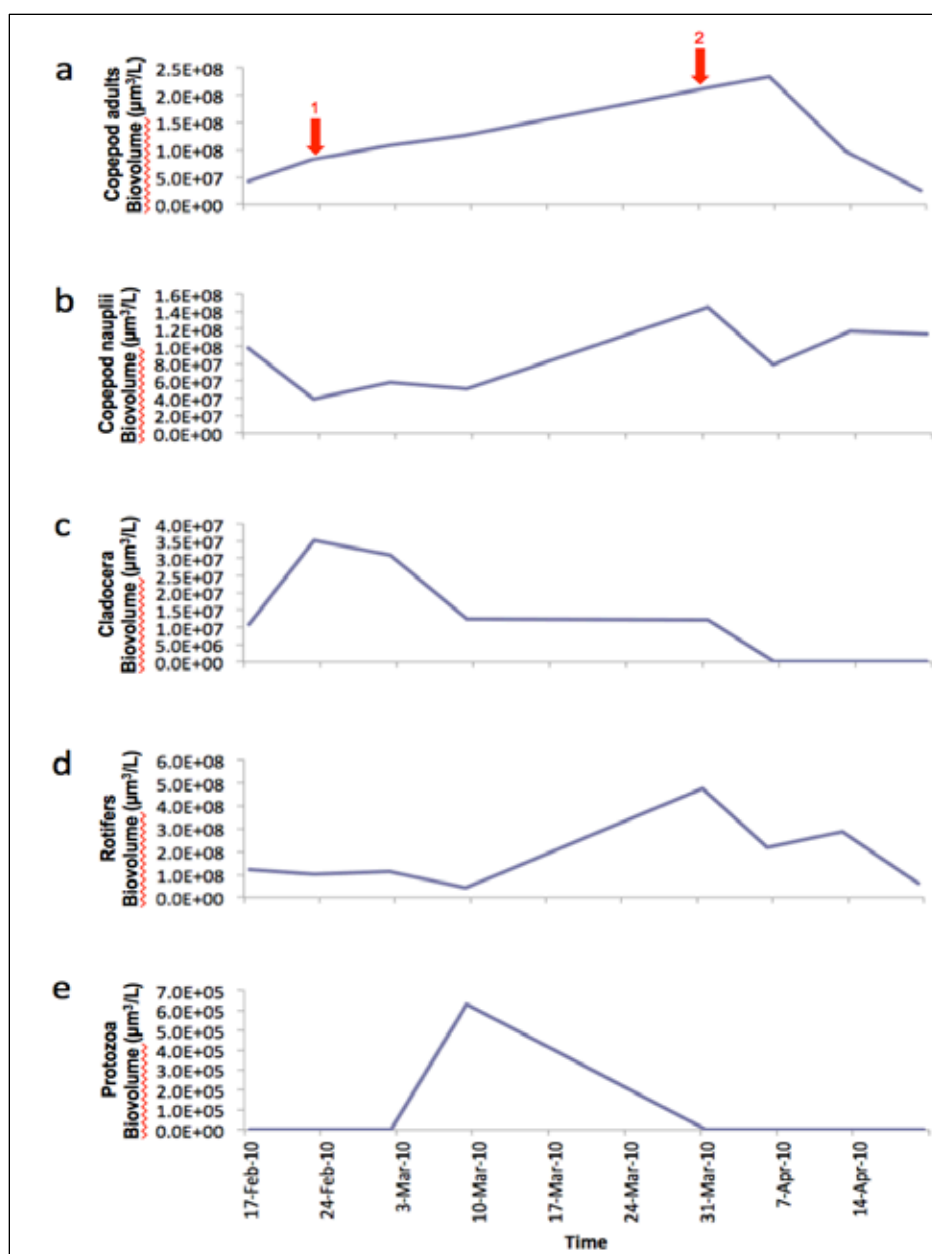 a
Copepod adults
Biovolume (µm³/L)
2.5E+08
2.0E+08
1.5E+08
1.0E+08
5.0E+07
0.0E+00
1
2
b
Copepod nauplii
Biovolume (µm³/L)
1.6E+08
1.4E+08
1.2E+08
1.0E+08
8.0E+07
6.0E+07
4.0E+07
2.0E+07
0.0E+00
c
Cladocera
Biovolume (µm³/L)
4.0E+07
3.5E+07
3.0E+07
2.5E+07
2.0E+07
1.5E+07
1.0E+07
5.0E+06
0.0E+00
d
Rotifers
Biovolume (µm³/L)
6.0E+08
5.0E+08
4.0E+08
3.0E+08
2.0E+08
1.0E+08
0.0E+00
e
Protozoa
Biovolume (µm³/L)
7.0E+05
6.0E+05
5.0E+05
4.0E+05
3.0E+05
2.0E+05
1.0E+05
0.0E+00
17-Feb-10
24-Feb-10
3-Mar-10
10-Mar-10
17-Mar-10
24-Mar-10
31-Mar-10
7-Apr-10
14-Apr-10
Time